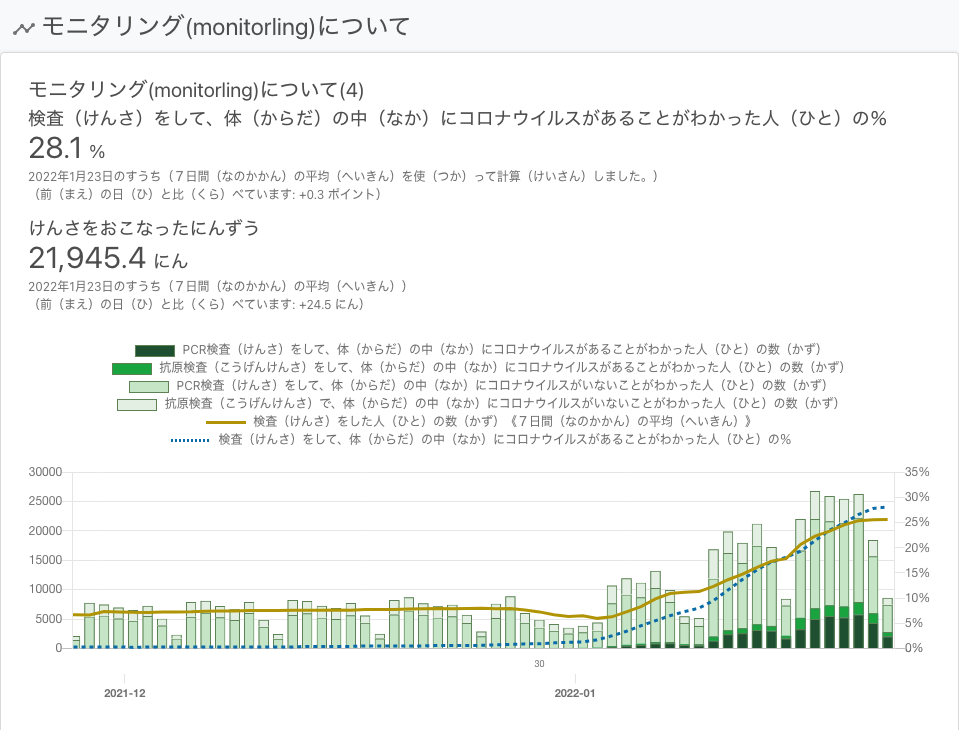 モニタリング(monitorling)について
モニタリング(monitorling)について(4)
検査（けんさ）をして、体（からだ）の中（なか）にコロナウイルスがあることがわかった人（ひと）の%
28.1 %
2022年1月23日のすうち（７日間（なのかかん）の平均（へいきん）を使（つか）って計算（けいさん）しました。）
（前（まえ）の日（ひ）と比（くら）べています: +0.3 ポイント）
けんさをおこなったにんずう
21,945.4 にん
2022年1月23日のすうち（７日間（なのかかん）の平均（へいきん））
（前（まえ）の日（ひ）と比（くら）べています: +24.5 にん）
PCR検査（けんさ）をして、体（からだ）の中（なか）にコロナウイルスがあることがわかった人（ひと）の数（かず）
抗原検査（こうげんけんさ）をして、体（からだ）の中（なか）にコロナウイルスがあることがわかった人（ひと）の数（かず）
PCR検査（けんさ）をして、体（からだ）の中（なか）にコロナウイルスがいないことがわかった人（ひと）の数（かず）
抗原検査（こうげんけんさ）で、体（からだ）の中（なか）にコロナウイルスがいないことがわかった人（ひと）の数（かず）
検査（けんさ）をした人（ひと）の数（かず）《７日間（なのかかん）の平均（へいきん）》
検査（けんさ）をして、体（からだ）の中（なか）にコロナウイルスがあることがわかった人（ひと）の%
30000 35%
25000 30%
20000 25%
15000 20%
10000 15%
5000 10%
0 5%
0%
30
2021-12 2022-01